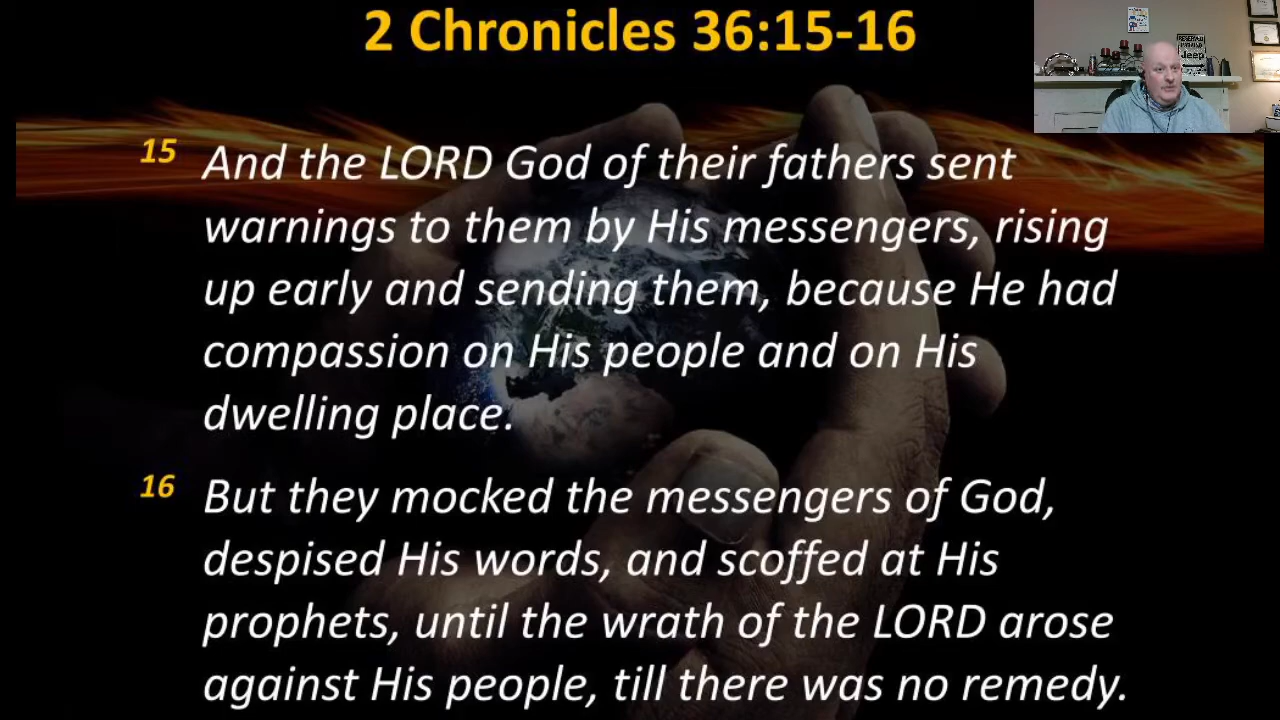 2 Chronicles 36:15-16
15 And the LORD God of their fathers sent
warnings to them by His messengers, rising
up early and sending them, because He had
compassion on His people and on His
dwelling place.
16 But they mocked the messengers of God,
despised His words, and scoffed at His
prophets, until the wrath of the LORD arose
against His people, till there was no remedy.
Jeep